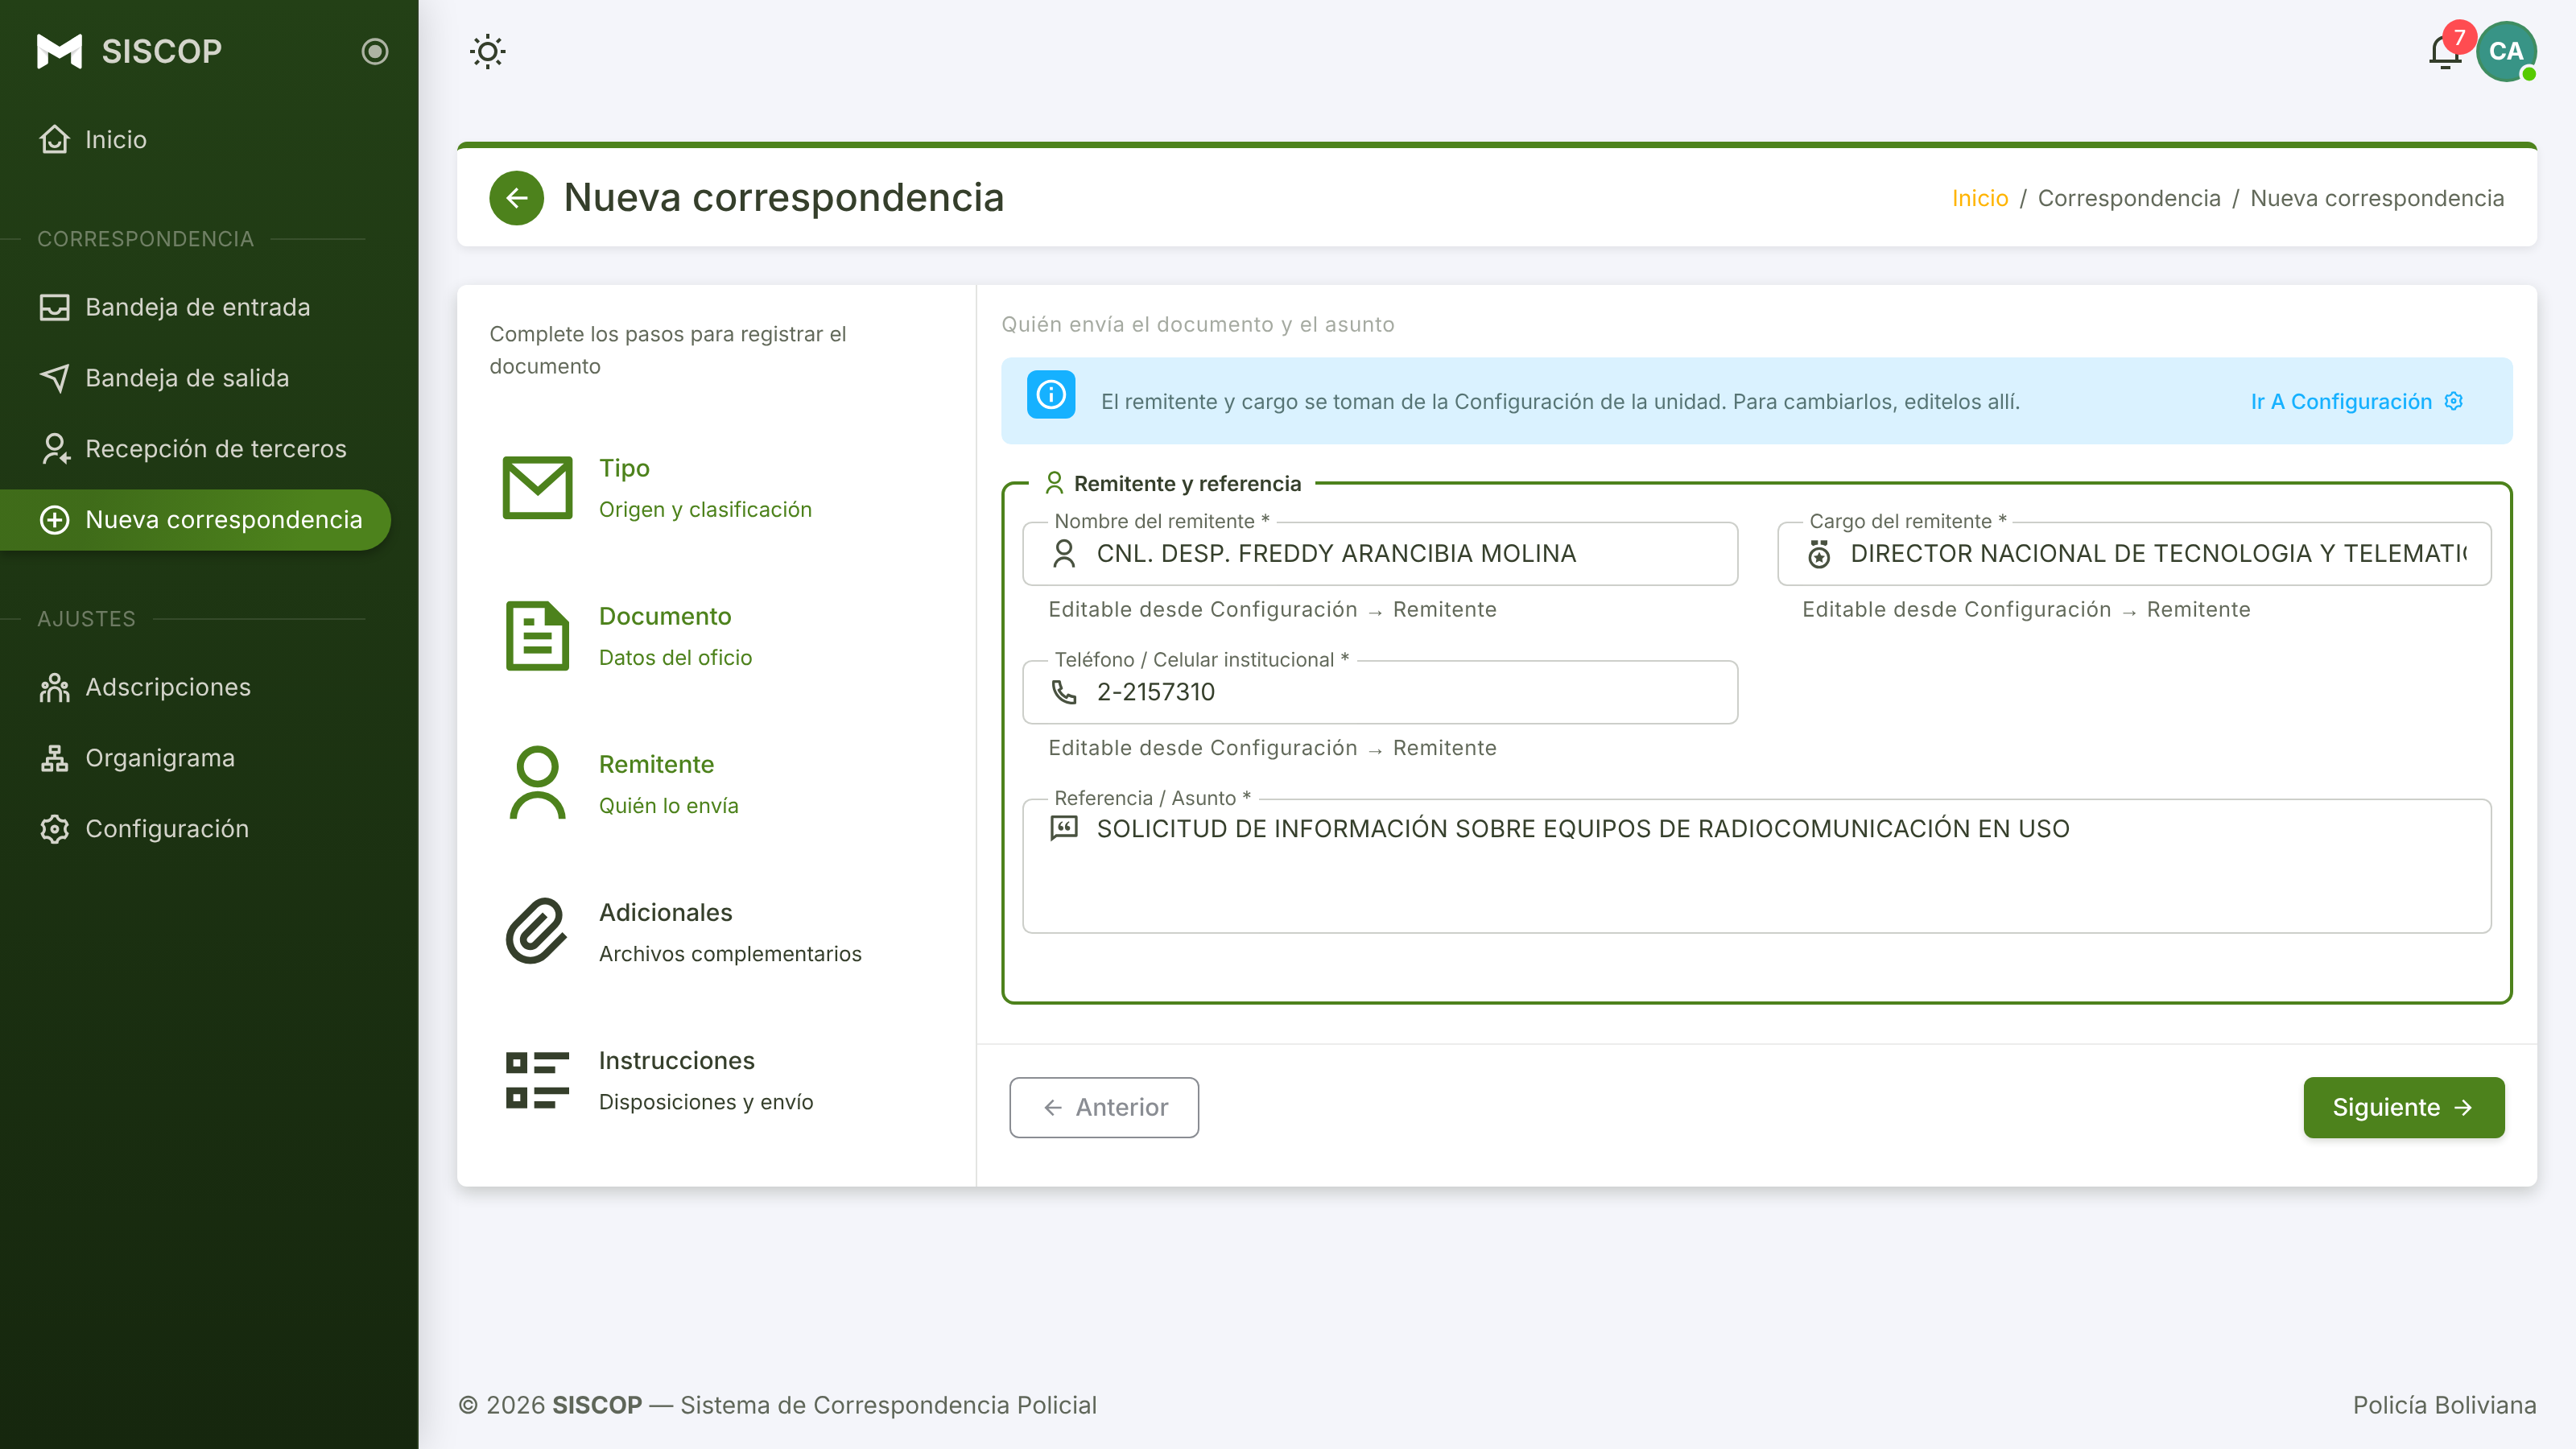 SISCOP
7
CA
Inicio
Nueva correspondencia
Inicio / Correspondencia / Nueva correspondencia
CORRESPONDENCIA
Bandeja de entrada
Bandeja de salida
Recepción de terceros
Nueva correspondencia
AJUSTES
Adscripciones
Organigrama
Configuración
Complete los pasos para registrar el
documento
Tipo
Origen y clasificación
Documento
Datos del oficio
Remitente
Quién lo envía
Adicionales
Archivos complementarios
Instrucciones
Disposiciones y envío
Quién envía el documento y el asunto
El remitente y cargo se toman de la Configuración de la unidad. Para cambiarlos, editelos allí.
Ir A Configuración
Remitente y referencia
Nombre del remitente *
CNL. DESP. FREDDY ARANCIBIA MOLINA
Editable desde Configuración → Remitente
Cargo del remitente *
DIRECTOR NACIONAL DE TECNOLOGIA Y
Editable desde Configuración → Remitente
Teléfono / Celular institucional *
2-2157310
Editable desde Configuración → Remitente
Referencia / Asunto *
SOLICITUD DE INFORMACIÓN SOBRE EQUIPOS DE RADIOCOMUNICACIÓN EN USO
← Anterior
Siguiente →
© 2026 SISCOP — Sistema de Correspondencia Policial
Policía Boliviana